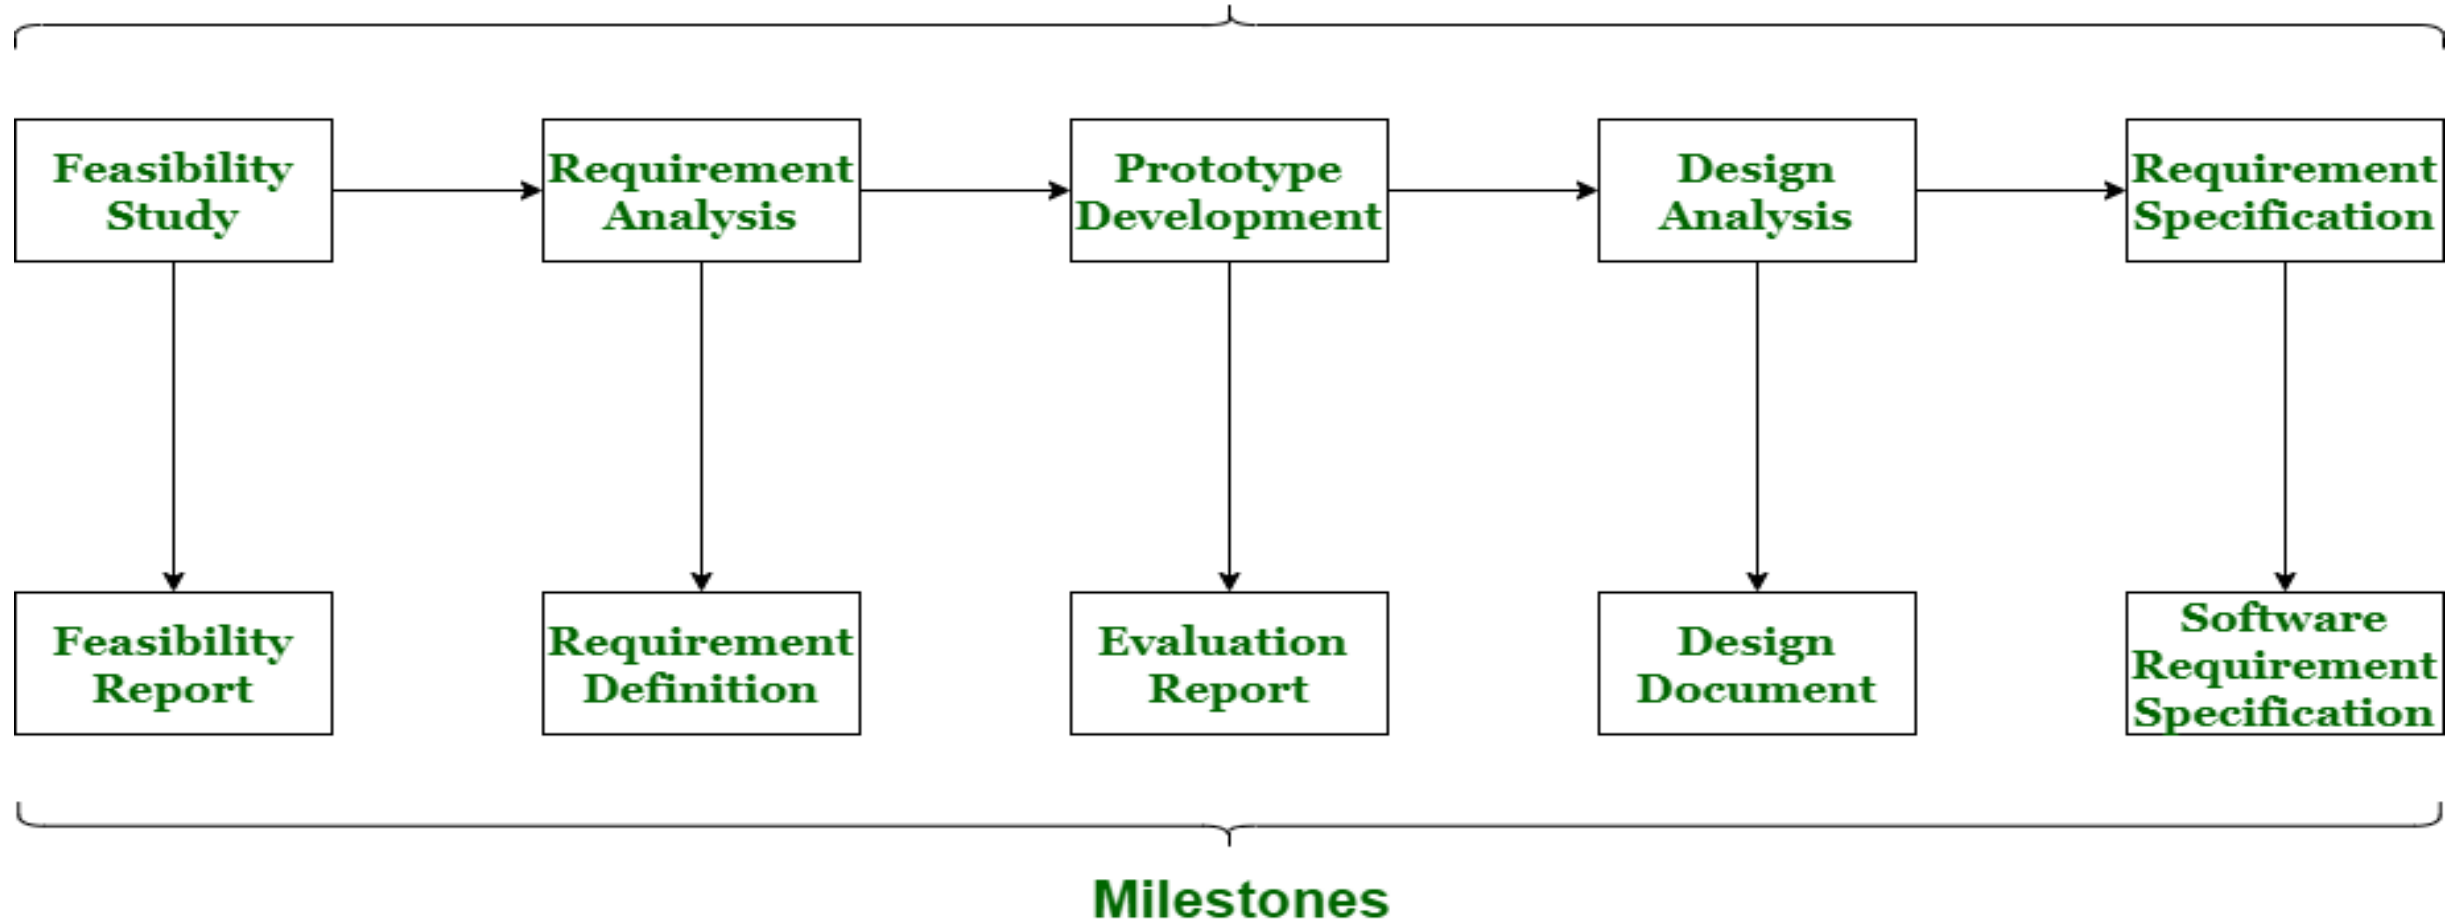 Feasibility
Study
Requirement
Analysis
Prototype
Development
Design
Analysis
Requirement
Specification
Feasibility
Report
Requirement
Definition
Evaluation
Report
Design
Document
Software
Requirement
Specification
Milestones